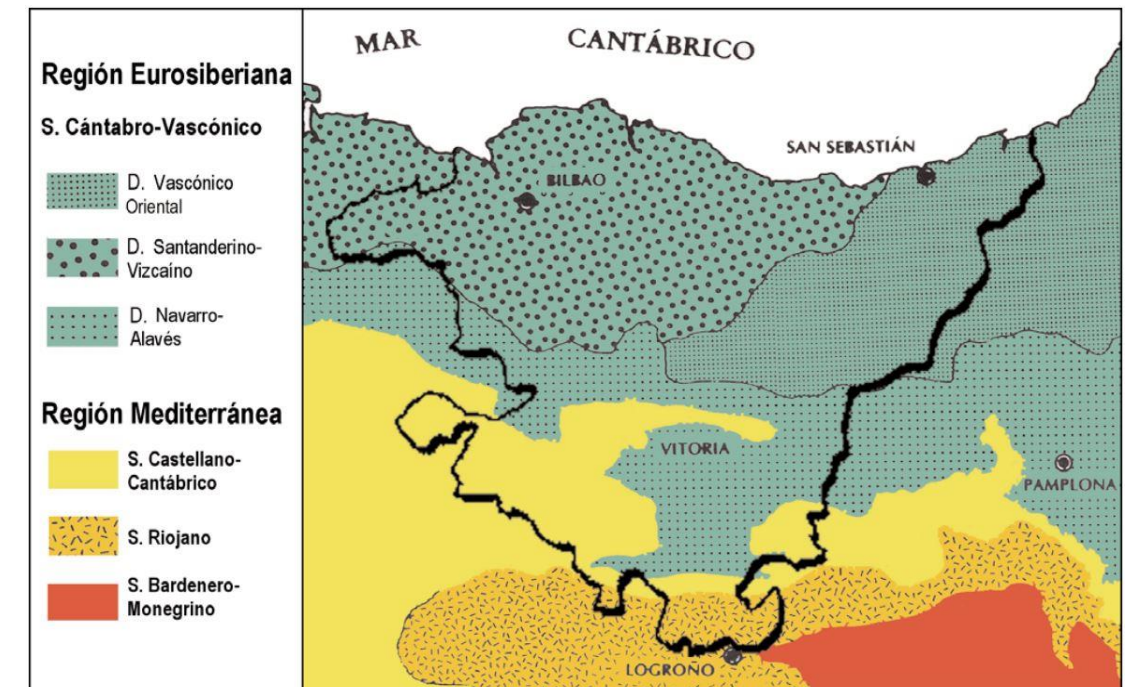 Región Eurosiberiana
S. Cántabro-Vascónico
D. Vascónico
Oriental
D. Santanderino-
Vizcaíno
D. Navarro-
Alavés
Región Mediterránea
S. Castellano-
Cantábrico
S. Riojano
S. Bardenero-
Monegrino
MAR CANTÁBRICO
SAN SEBASTIÁN
BILBAO
VITORIA
PAMPLONA
LOGROÑO